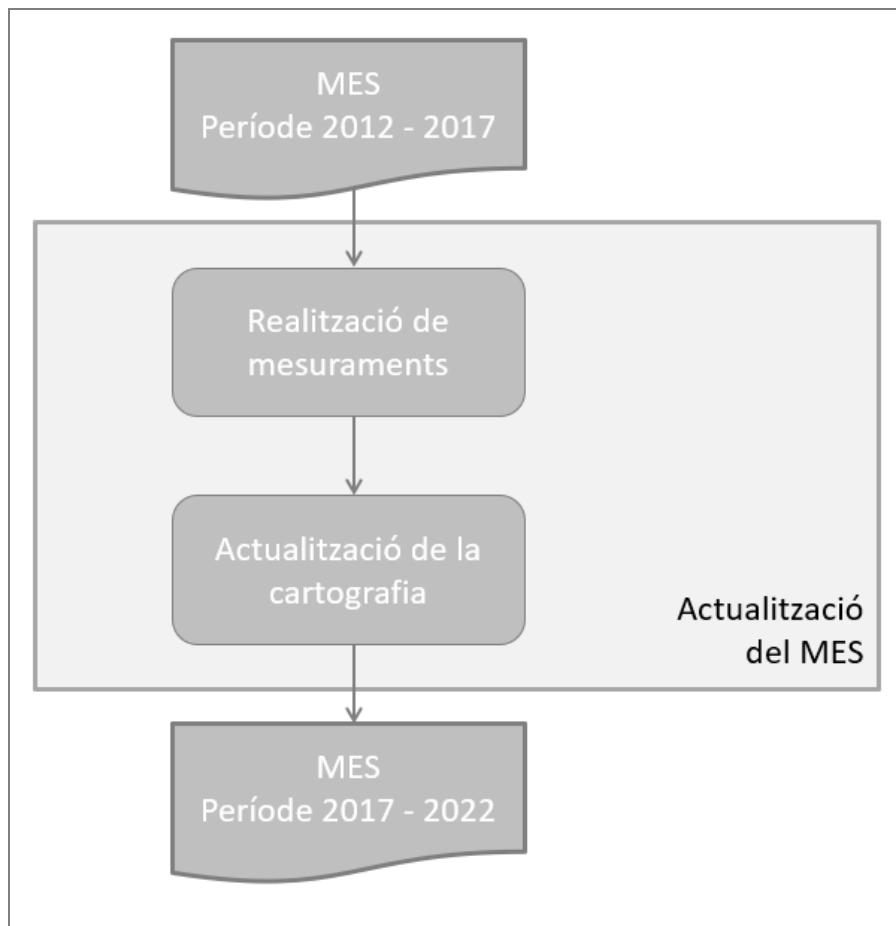 MES
Període 2012 - 2017
Realització de
mesuraments
Actualització de la
cartografia
Actualització
del MES
MES
Període 2017 - 2022